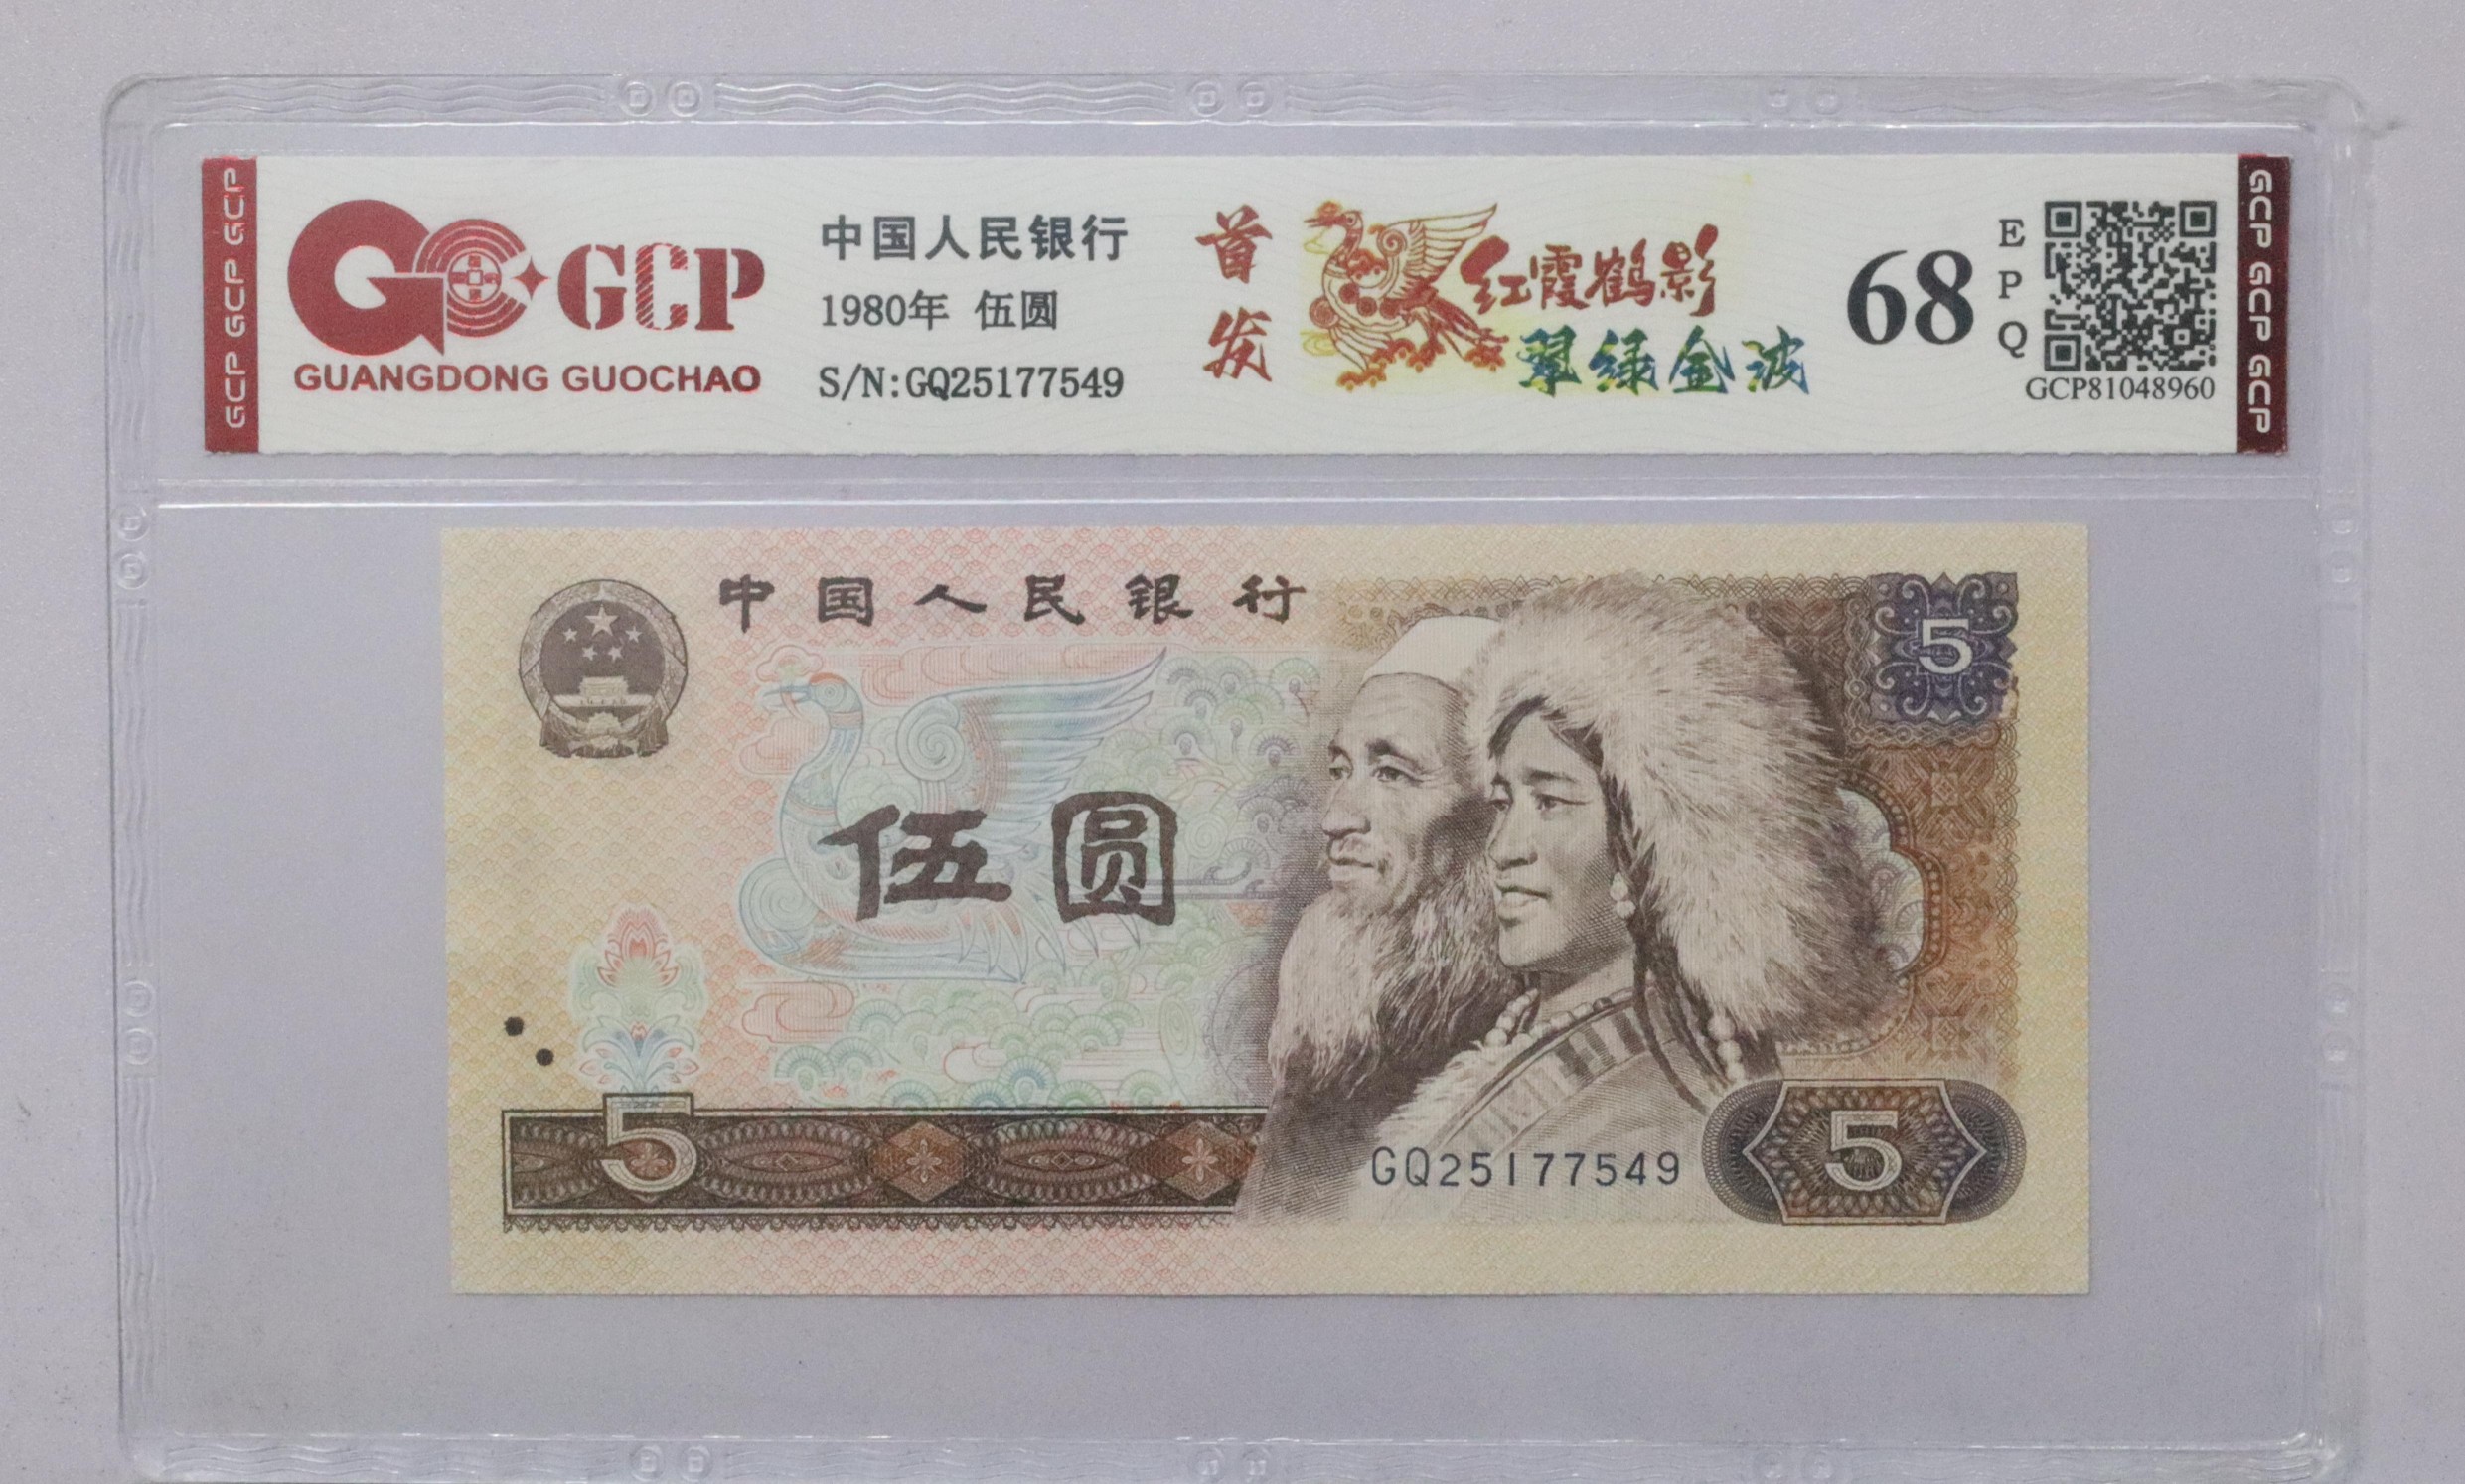 GCP GCP GCP
GCP
GUANGDONG GUOCHAO
中国人民银行
1980年 伍圆
S/N:GQ25177549
首发
红霞鹤影
翠绿金波
68
EPQ
GCP81048960
GCP GCP GCP
中国人民银行
5
伍圆
5
GQ25177549
5